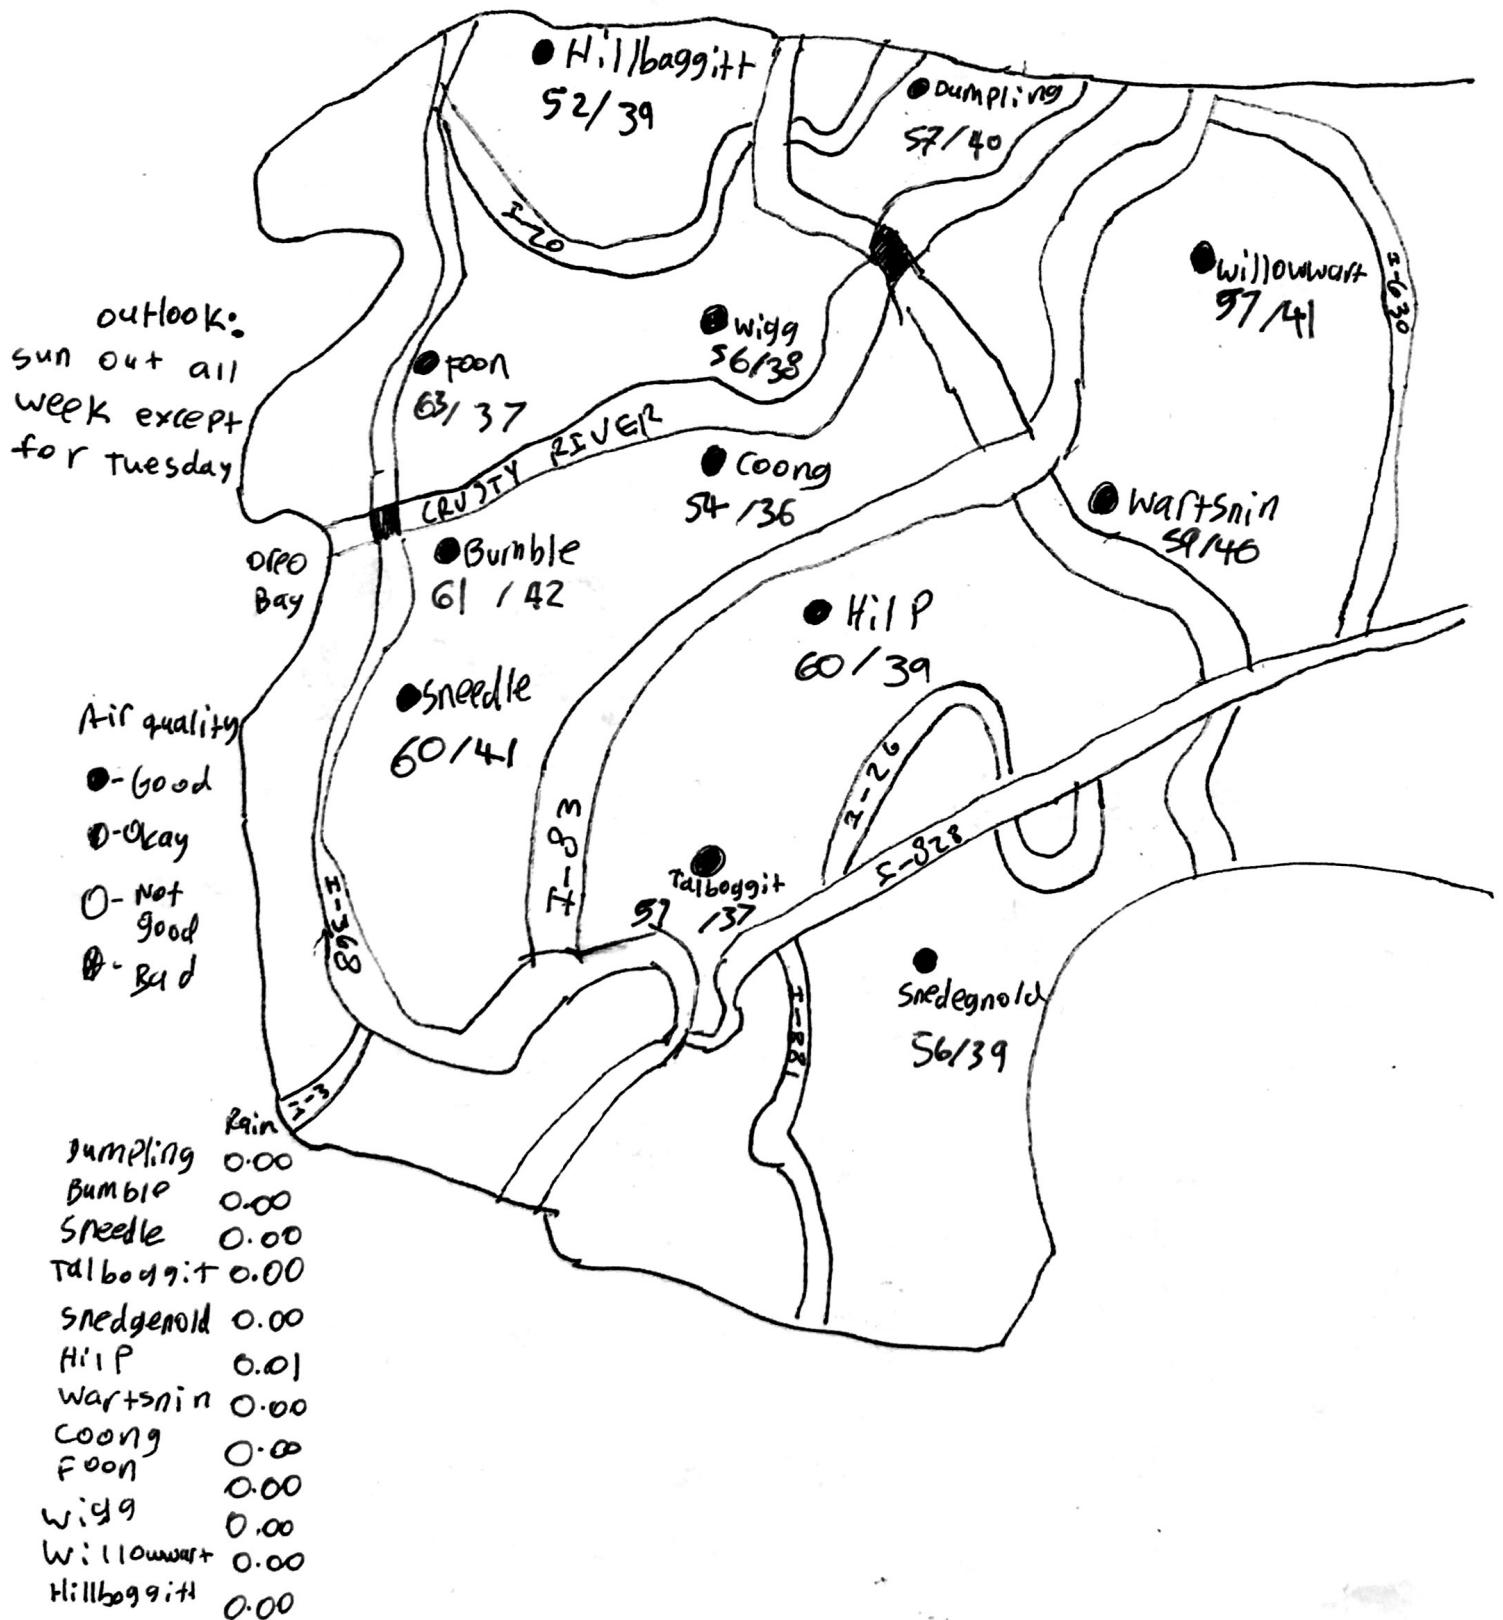 Hillbaggitt
52/39
Dumpling
57/40
I-20
Willowwart
57/41
I-630
Wigg
56/38
outlook:
sun out all
week except
for Tuesday
Foon
63/37
CRUSTY RIVER
Coong
54/36
Wartsnin
59/40
Oreo
Bay
Bumble
61/42
Hilp
60/39
Sneedle
60/41
Air quality
-Good
-Okay
-Not
good
-Bad
I-83
I-26
I-828
Talboggit
/37
I-368
Snedegnold
56/39
I-R81
I-3
Rain
Dumpling 0.00
Bumble 0.00
Sneedle 0.00
Talboggit 0.00
Snedgenold 0.00
Hilp 0.01
Wartsnin 0.00
Coong 0.00
Foon 0.00
Wigg 0.00
Willowwart 0.00
Hillboggitt 0.00